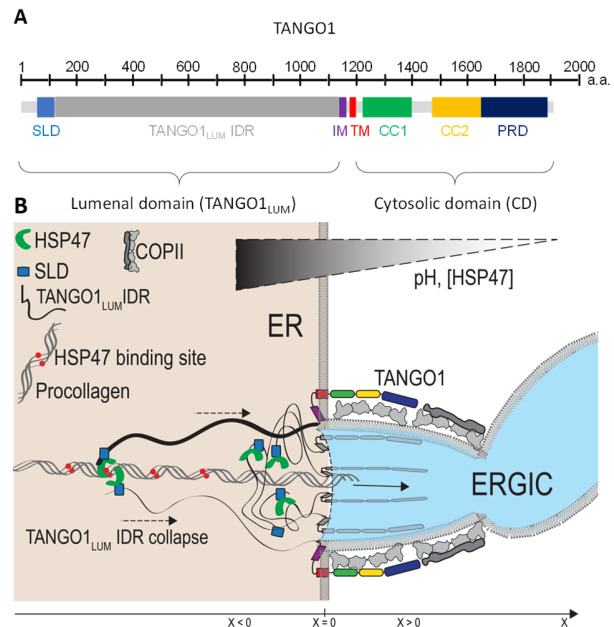 A
TANGO1
1 200 400 600 800 1000 1200 1400 1600 1800 2000
a.a.
SLD TANGO1LUM IDR IM TM CC1 CC2 PRD
Lumenal domain (TANGO1LUM) Cytosolic domain (CD)
B
HSP47
COPII
SLD
TANGO1LUM IDR
HSP47 binding site
Procollagen
ER
pH, [HSP47]
TANGO1
ERGIC
TANGO1LUM IDR collapse
X < 0 X = 0 X > 0 X